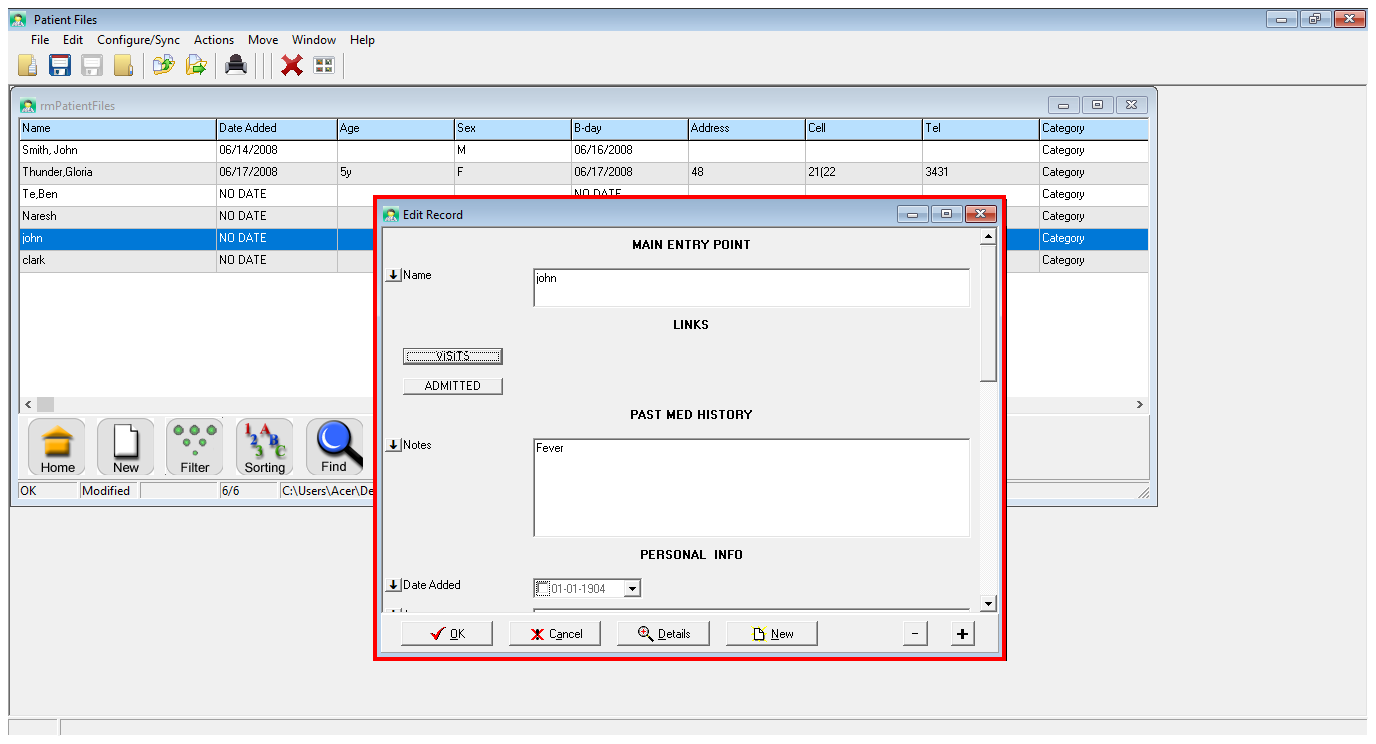 Patient Files
File Edit Configure/Sync Actions Move Window Help
rmPatientFiles
Name Date Added Age Sex B-day Address Cell Tel Category
Smith, John 06/14/2008 M 06/16/2008 Category
Thunder,Gloria 06/17/2008 5y F 06/17/2008 48 21(22 3431 Category
Te,Ben NO DATE NO DATE Category
Naresh NO DATE Category
john NO DATE Category
clark NO DATE Category
Home New Filter Sorting Find
OK Modified 6/6 C:\Users\Acer\De
Edit Record
MAIN ENTRY POINT
Name john
LINKS
VISITS
ADMITTED
PAST MED HISTORY
Notes Fever
PERSONAL INFO
Date Added 01-01-1904
OK Cancel Details New - +